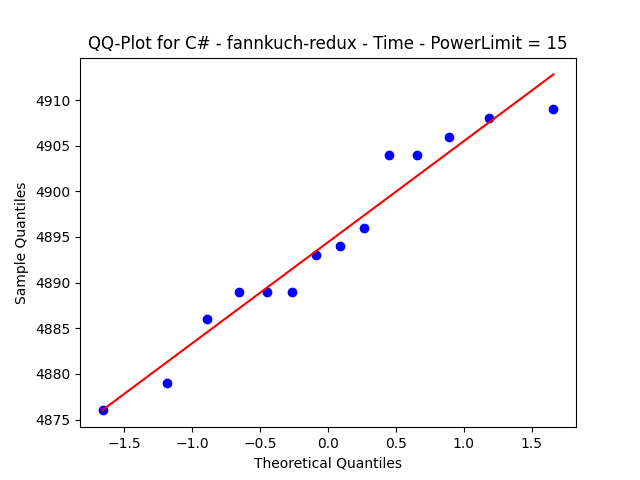 QQ-Plot for C# - fannkuch-redux - Time - PowerLimit = 15
Sample Quantiles
4910
4905
4900
4895
4890
4885
4880
4875
−1.5 −1.0 −0.5 0.0 0.5 1.0 1.5
Theoretical Quantiles